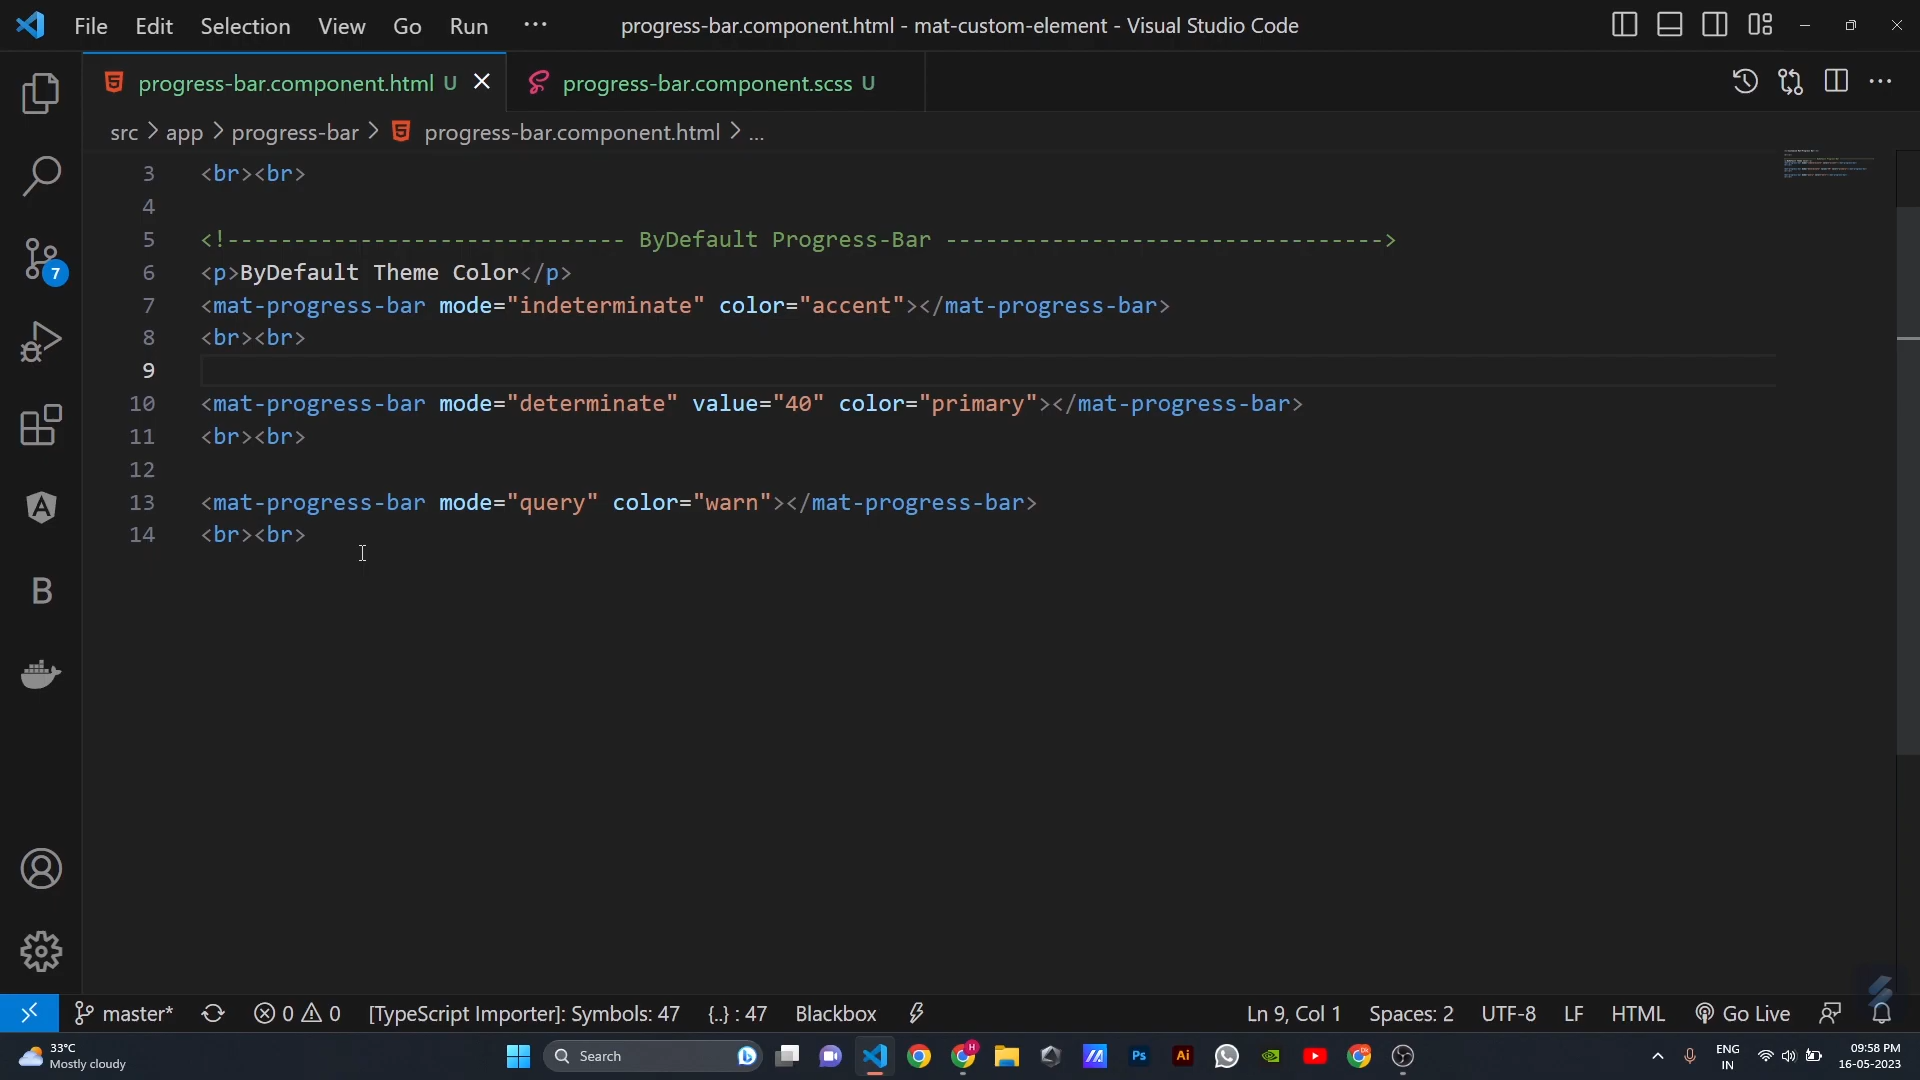 File Edit Selection View Go Run ··· progress-bar.component.html - mat-custom-element - Visual Studio Code
progress-bar.component.html U progress-bar.component.scss U
src > app > progress-bar > progress-bar.component.html > ...
3 <br><br>
4
5 <!------------------------------ ByDefault Progress-Bar --------------------------------->
6 <p>ByDefault Theme Color</p>
7 <mat-progress-bar mode="indeterminate" color="accent"></mat-progress-bar>
8 <br><br>
9
10 <mat-progress-bar mode="determinate" value="40" color="primary"></mat-progress-bar>
11 <br><br>
12
13 <mat-progress-bar mode="query" color="warn"></mat-progress-bar>
14 <br><br>
7
B
master* 0 0 [TypeScript Importer]: Symbols: 47 {..} : 47 Blackbox Ln 9, Col 1 Spaces: 2 UTF-8 LF HTML Go Live
33°C
Mostly cloudy
Search
H
Ps
Ai
ENG
IN
09:58 PM
16-05-2023